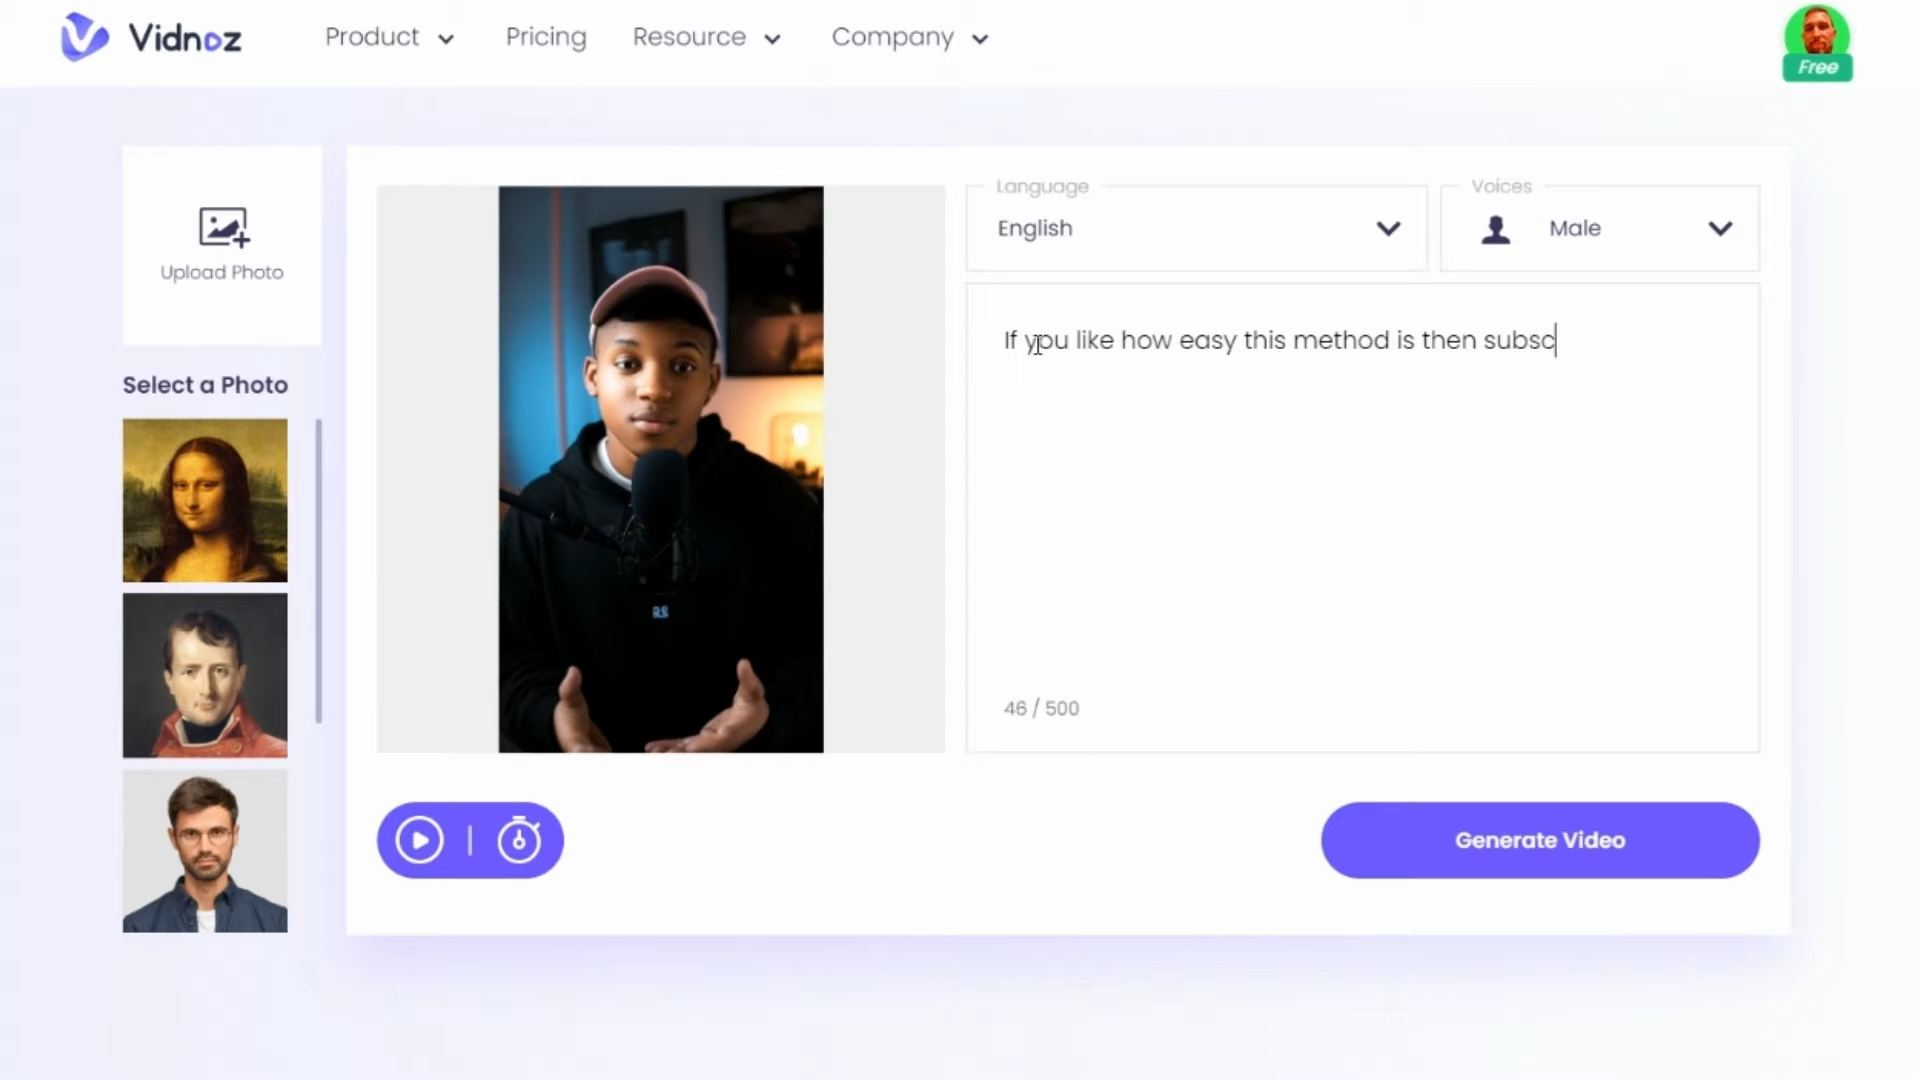 Vidnoz
Product
Pricing
Resource
Company
Free
Upload Photo
Select a Photo
Language
English
Voices
Male
If you like how easy this method is then subsc
46 / 500
RS
Generate Video